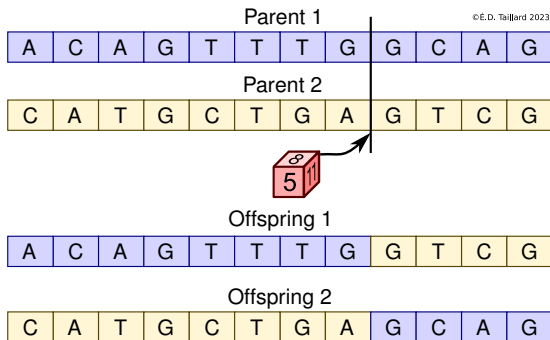 Parent 1
©É.D. Taillard 2023
A C A G T T T G G C A G
Parent 2
C A T G C T G A G T C G
8
5 11
Offspring 1
A C A G T T T G G T C G
Offspring 2
C A T G C T G A G C A G